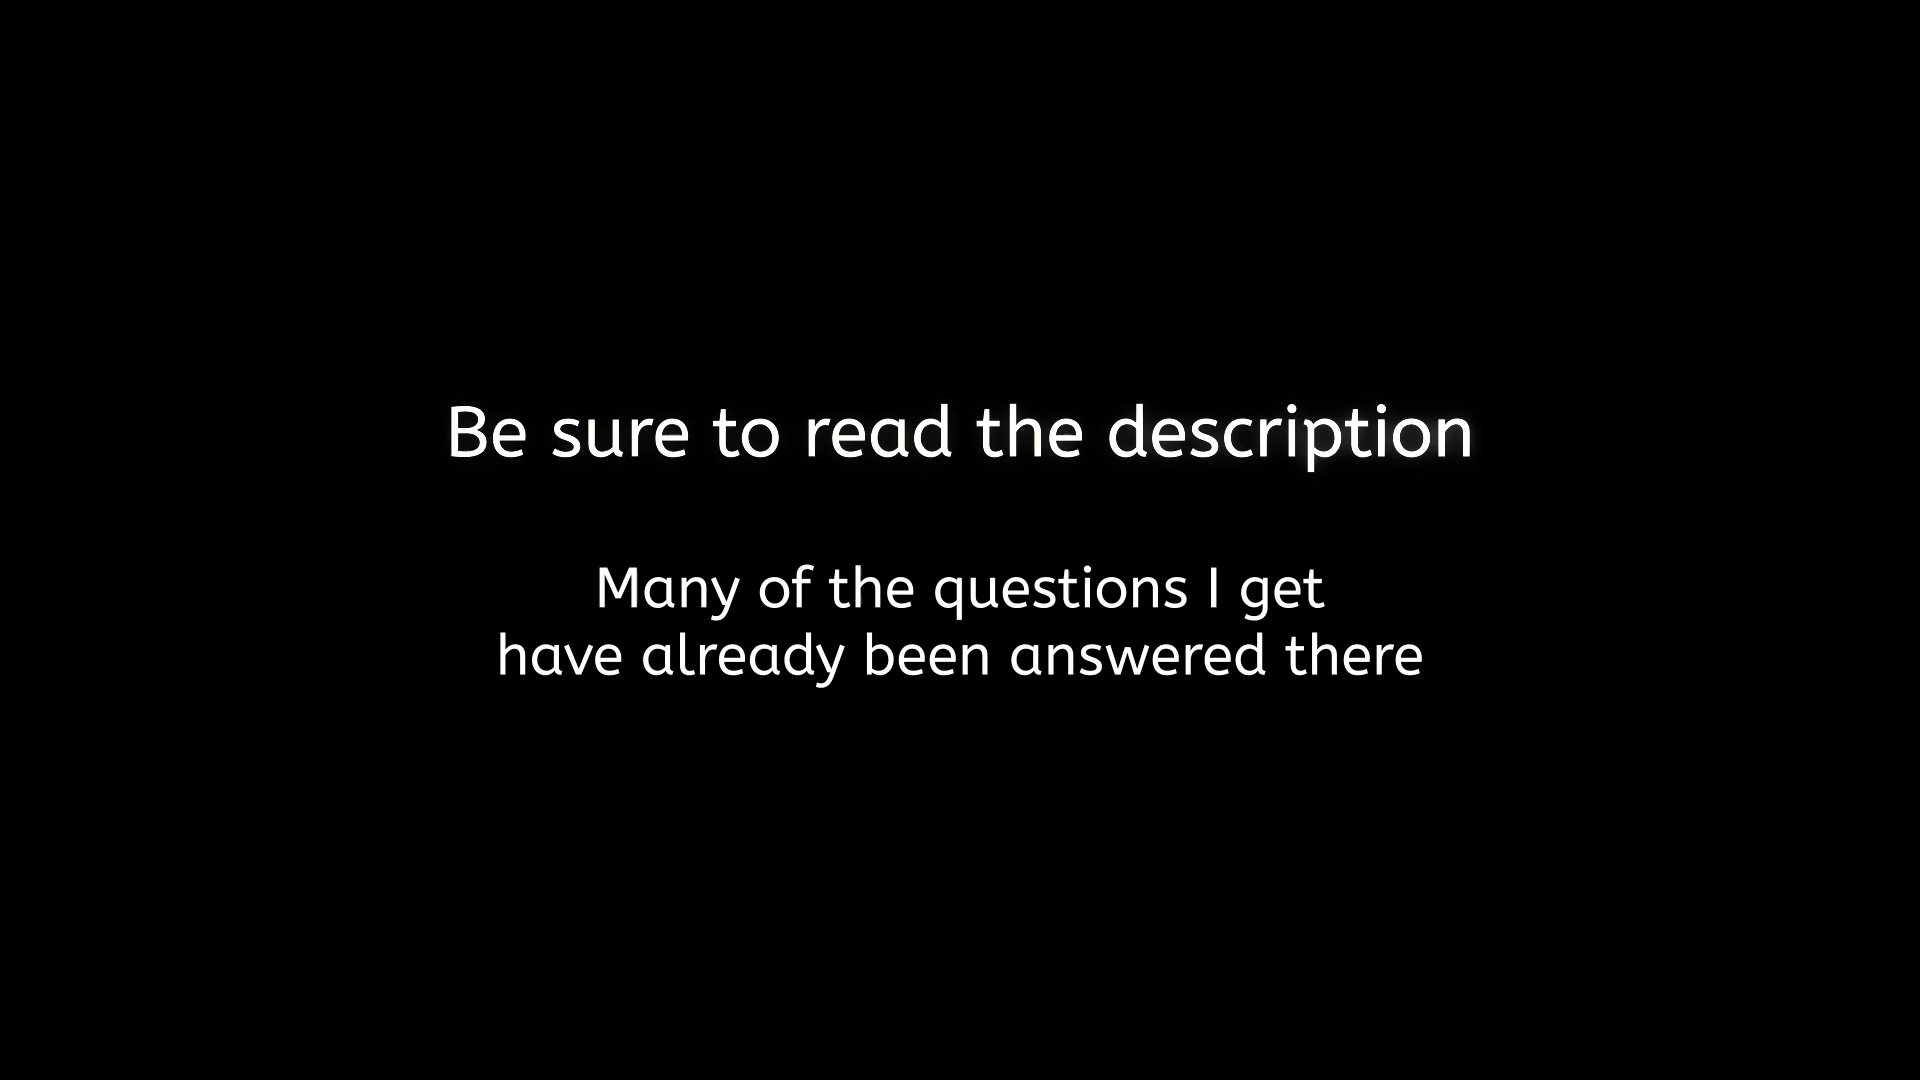 Be sure to read the description
Many of the questions I get
have already been answered there